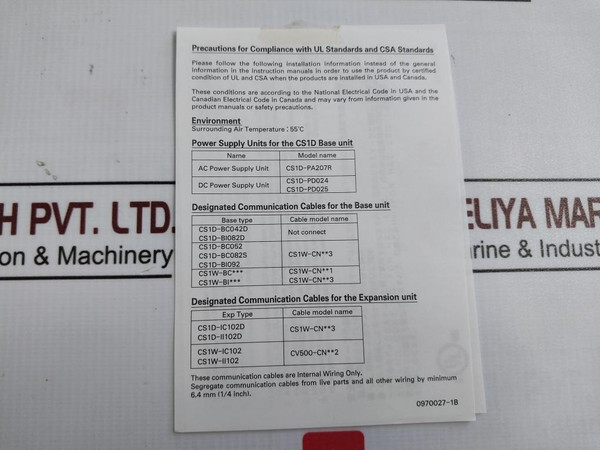 Precautions for Compliance with UL Standards and CSA Standards
Please follow the following installation information instead of the general
information in the instruction manuals in order to use the product by certified
condition of UL and CSA when the products are installed in USA and Canada.
These conditions are according to the National Electrical Code in USA and the
Canadian Electrical Code in Canada and may vary from information given in the
product manuals or safety precautions.
Environment
Surrounding Air Temperature : 55℃
Power Supply Units for the CS1D Base unit
Name Model name
AC Power Supply Unit CS1D-PA207R
DC Power Supply Unit CS1D-PD024
CS1D-PD025
Designated Communication Cables for the Base unit
Base type Cable model name
CS1D-BC042D Not connect
CS1D-BI082D
CS1D-BC052 CS1W-CN**3
CS1D-BC082S
CS1D-BI092
CS1W-BC*** CS1W-CN**1
CS1W-BI*** CS1W-CN**3
Designated Communication Cables for the Expansion unit
Exp Type Cable model name
CS1D-IC102D CS1W-CN**3
CS1D-II102D
CS1W-IC102 CV500-CN**2
CS1W-II102
These communication cables are Internal Wiring Only.
Segregate communication cables from live parts and all other wiring by minimum
6.4 mm (1/4 inch).
0970027-1B
H PVT. LTD.
on & Machinery
ELIYA MAR
rine & Indust